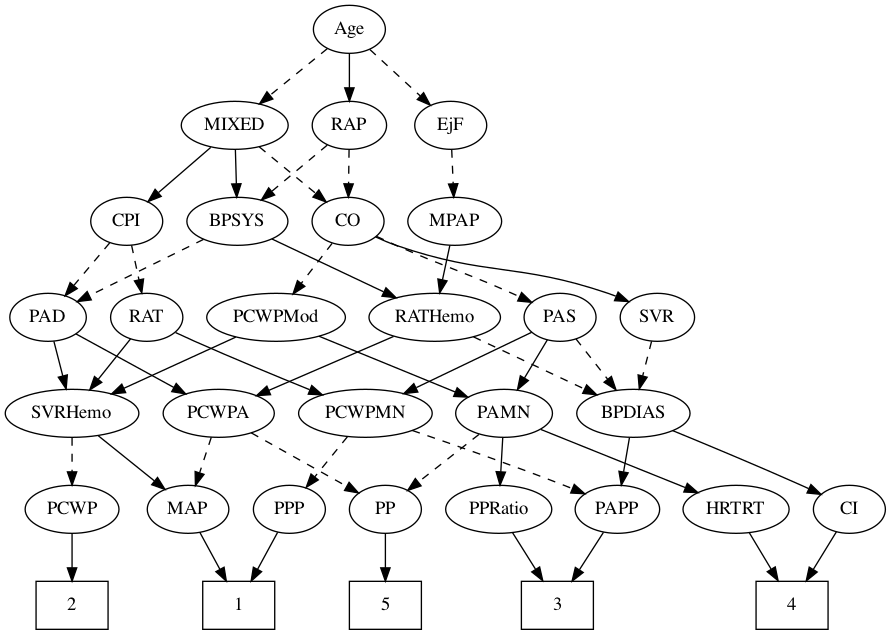 Age
MIXED RAP EjF
CPI BPSYS CO MPAP
PAD RAT PCWPMod RATHemo PAS SVR
SVRHemo PCWPA PCWPMN PAMN BPDIAS
PCWP MAP PPP PP PPRatio PAPP HRTRT CI
2 1 5 3 4